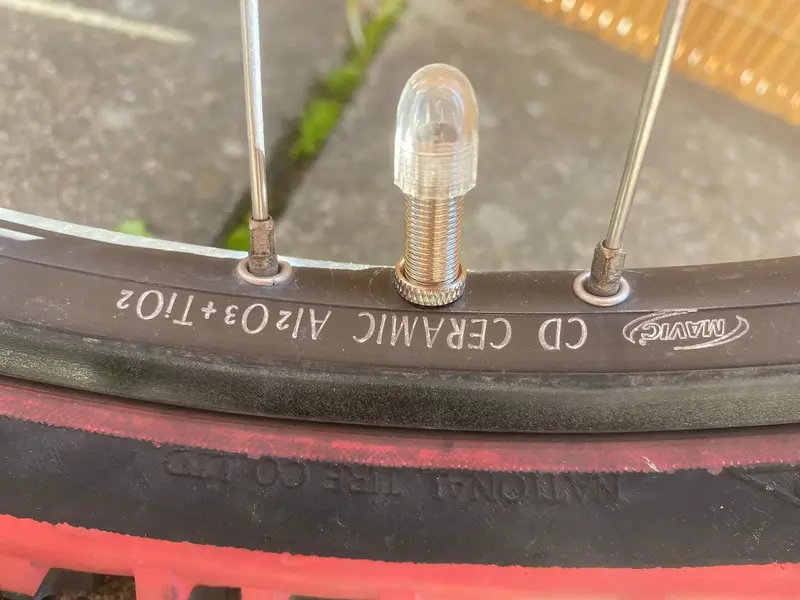 MAVIC CD CERAMIC Al2O3+TiO2
NATIONAL TIRE CO. LTD